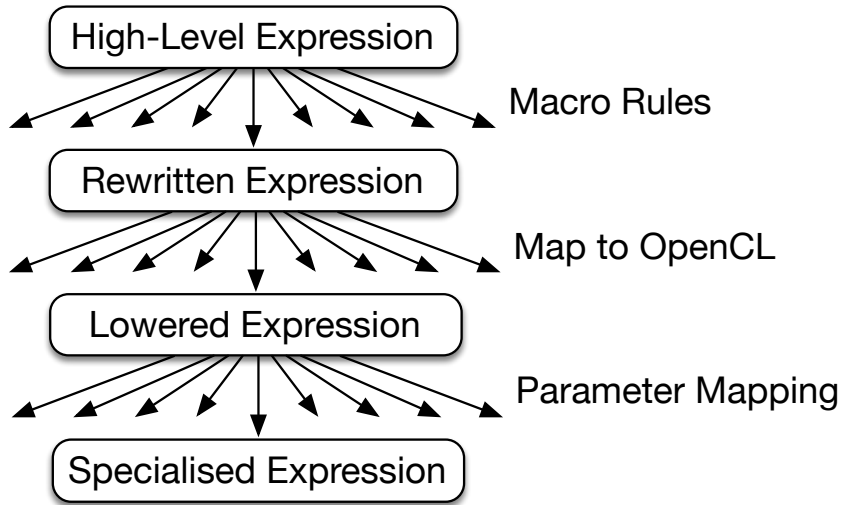 High-Level Expression
Macro Rules
Rewritten Expression
Map to OpenCL
Lowered Expression
Parameter Mapping
Specialised Expression